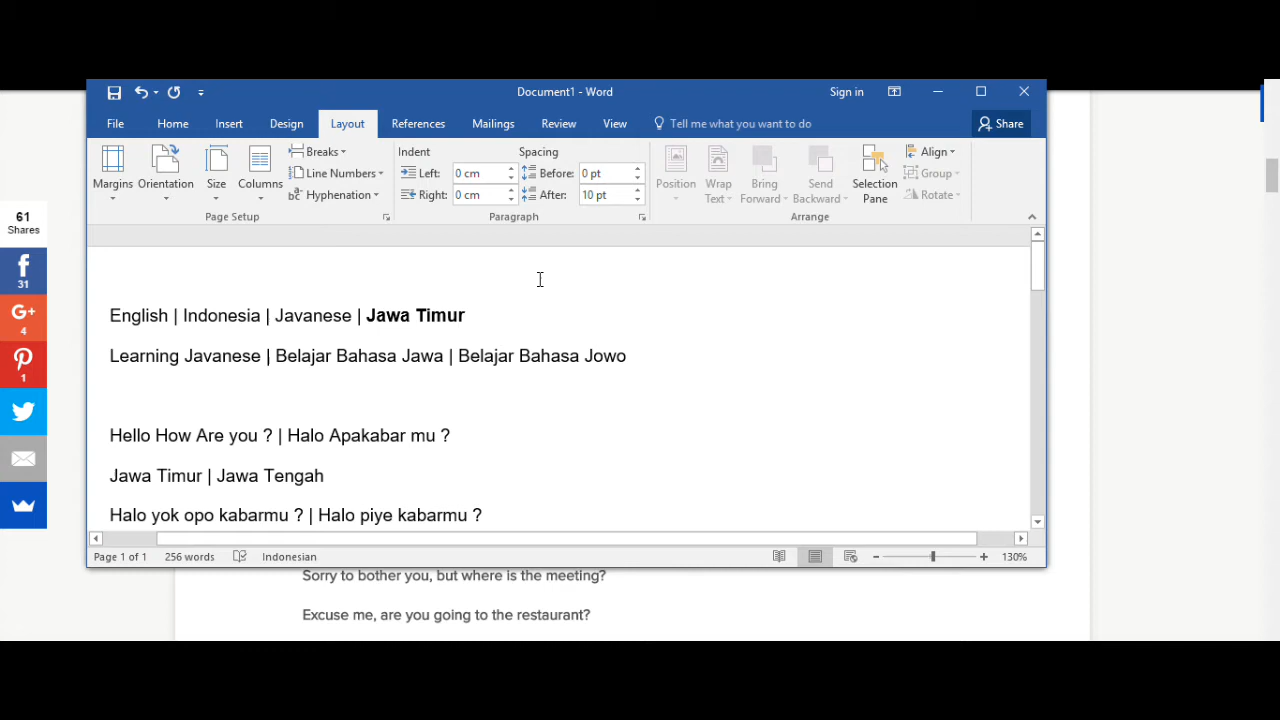 Document1 - Word
Sign in
File Home Insert Design Layout References Mailings Review View Tell me what you want to do Share
Margins Orientation Size Columns Breaks Line Numbers Hyphenation
Page Setup
Indent Spacing
Left: 0 cm Before: 0 pt
Right: 0 cm After: 10 pt
Paragraph
Position Wrap Text Bring Forward Send Backward Selection Pane Align Group Rotate
Arrange
61
Shares
31
G+
4
1
English | Indonesia | Javanese | Jawa Timur
Learning Javanese | Belajar Bahasa Jawa | Belajar Bahasa Jowo
Hello How Are you ? | Halo Apakabar mu ?
Jawa Timur | Jawa Tengah
Halo yok opo kabarmu ? | Halo piye kabarmu ?
Page 1 of 1 256 words Indonesian 130%
Sorry to bother you, but where is the meeting?
Excuse me, are you going to the restaurant?